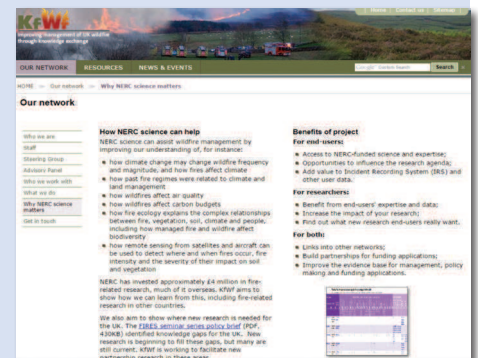 Home | Contact us | Sitemap
KfWf
Improving management of UK wildfire
through knowledge exchange
OUR NETWORK RESOURCES NEWS & EVENTS
Search
HOME Our network Why NERC science matters
Our network
Who we are
Staff
Steering Group
Advisory Panel
Who we work with
What we do
Why NERC science
matters
Get in touch
How NERC science can help
NERC science can assist wildfire management by
improving our understanding of, for instance:
how climate change may change wildfire frequency
and magnitude, and how fires affect climate
how past fire regimes were related to climate and
land management
how wildfires affect air quality
how wildfires affect carbon budgets
how fire ecology explains the complex relationships
between fire, vegetation, soil, climate and people,
including how managed fire and wildfire affect
biodiversity
how remote sensing from satellites and aircraft can
be used to detect where and when fires occur, fire
intensity and the severity of their impact on soil
and vegetation
NERC has invested approximately £4 million in fire-
related research, much of it overseas. KfWf aims to
show how we can learn from this, including fire-related
research in other countries.
We also aim to show where new research is needed for
the UK. The FIRES seminar series policy brief (PDF,
430KB) identified knowledge gaps for the UK. New
research is beginning to fill these gaps, but many are
still current. KfWf is working to facilitate new
partnership research in these areas
Benefits of project
For end-users:
Access to NERC-funded science and expertise;
Opportunities to influence the research agenda;
Add value to Incident Recording System (IRS) and
other user data.
For researchers:
Benefit from end-users' expertise and data;
Increase the impact of your research;
Find out what new research end-users really want.
For both:
Links into other networks;
Build partnerships for funding applications;
Improve the evidence base for management, policy
making and funding applications.